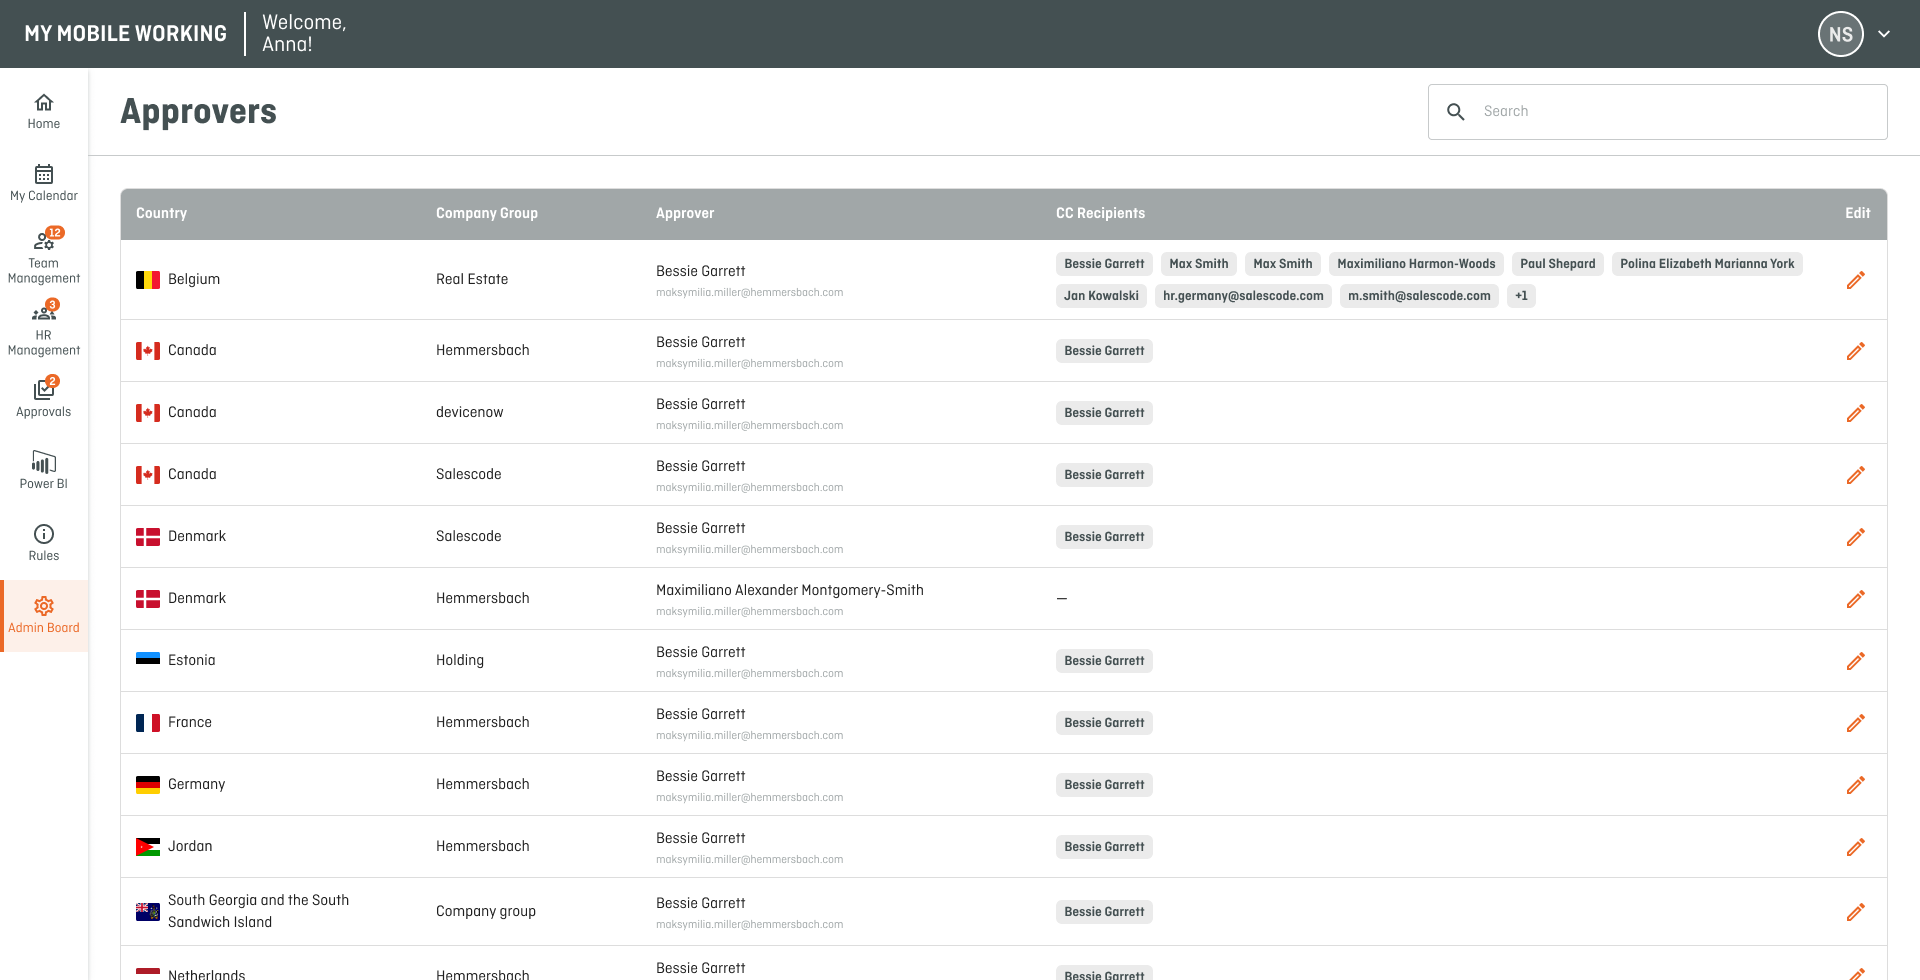 MY MOBILE WORKING
Welcome,
Anna!
NS
Home
My Calendar
12
Team
Management
3
HR
Management
2
Approvals
Power BI
Rules
Admin Board
Approvers
Search
Country Company Group Approver CC Recipients Edit
Belgium Real Estate Bessie Garrett
maksymilia.miller@hemmersbach.com
Bessie Garrett Max Smith Max Smith Maximiliano Harmon-Woods Paul Shepard Polina Elizabeth Marianna York
Jan Kowalski hr.germany@salescode.com m.smith@salescode.com +1
Canada Hemmersbach Bessie Garrett
maksymilia.miller@hemmersbach.com
Bessie Garrett
Canada devicenow Bessie Garrett
maksymilia.miller@hemmersbach.com
Bessie Garrett
Canada Salescode Bessie Garrett
maksymilia.miller@hemmersbach.com
Bessie Garrett
Denmark Salescode Bessie Garrett
maksymilia.miller@hemmersbach.com
Bessie Garrett
Denmark Hemmersbach Maximiliano Alexander Montgomery-Smith
maksymilia.miller@hemmersbach.com
—
Estonia Holding Bessie Garrett
maksymilia.miller@hemmersbach.com
Bessie Garrett
France Hemmersbach Bessie Garrett
maksymilia.miller@hemmersbach.com
Bessie Garrett
Germany Hemmersbach Bessie Garrett
maksymilia.miller@hemmersbach.com
Bessie Garrett
Jordan Hemmersbach Bessie Garrett
maksymilia.miller@hemmersbach.com
Bessie Garrett
South Georgia and the South
Sandwich Island
Company group Bessie Garrett
maksymilia.miller@hemmersbach.com
Bessie Garrett
Netherlands Hemmersbach Bessie Garrett
Bessie Garrett